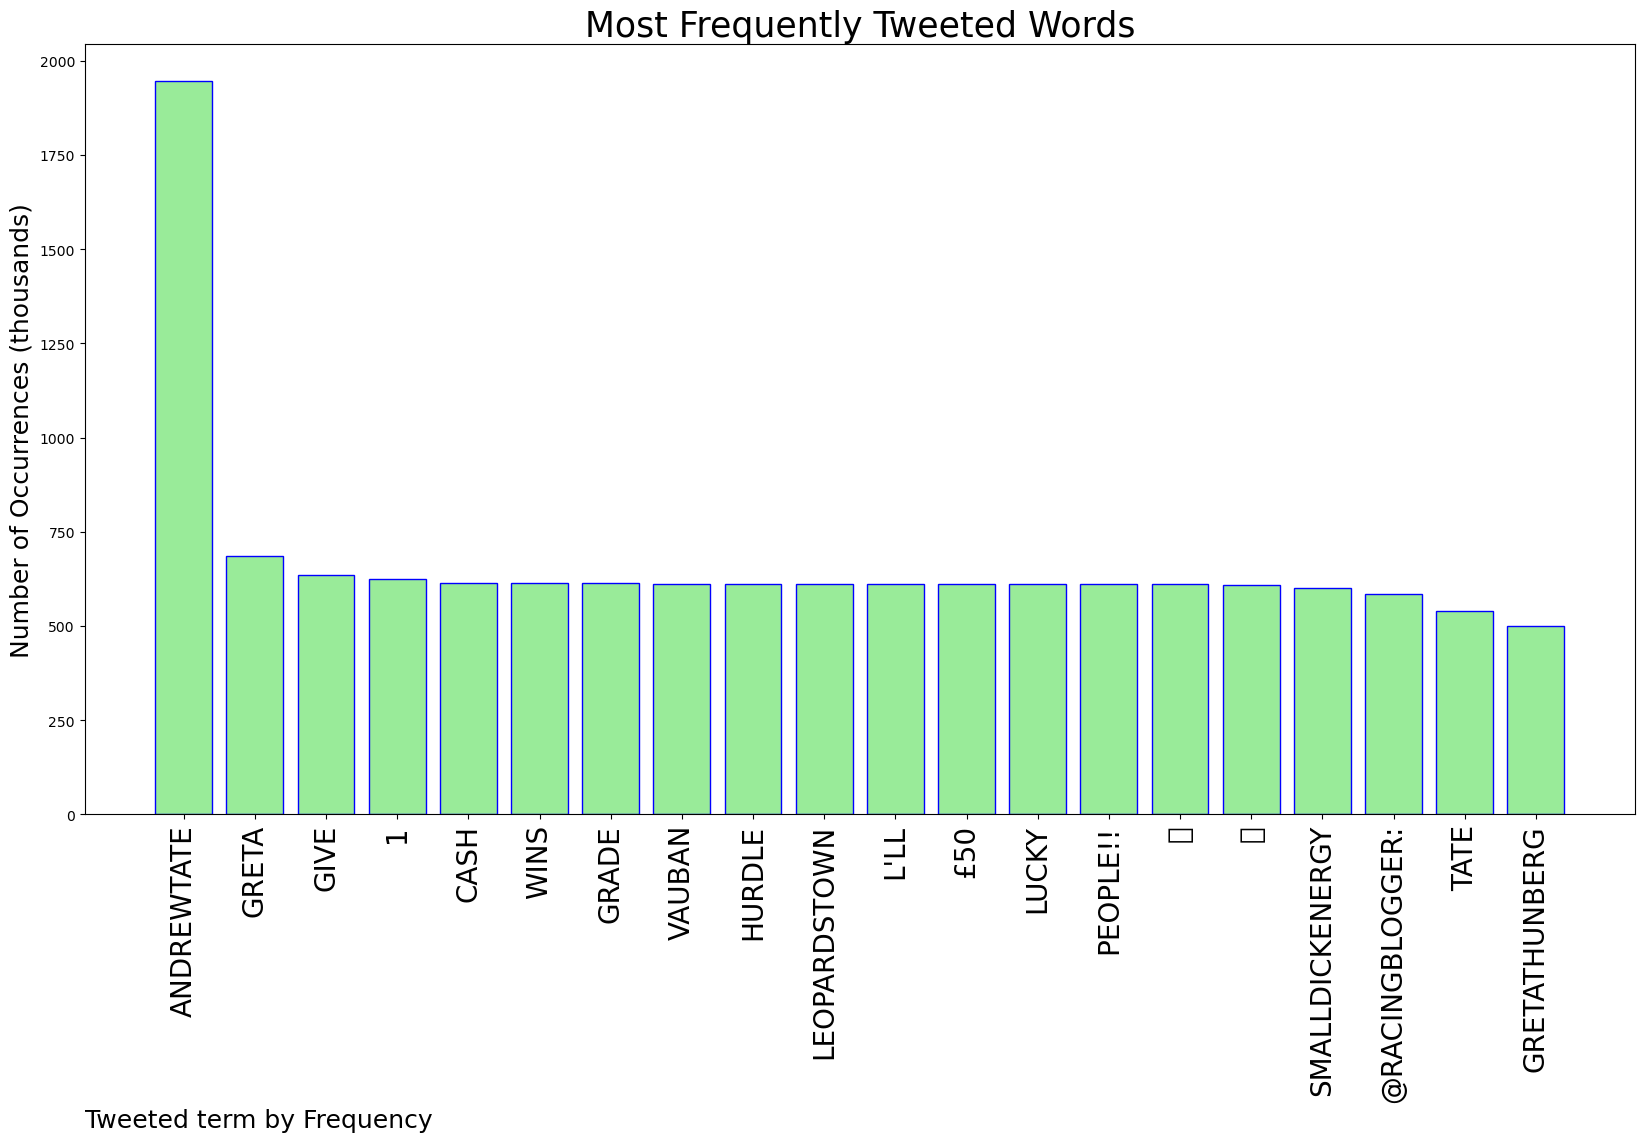 Most Frequently Tweeted Words
Number of Occurrences (thousands)
2000
1750
1500
1250
1000
750
500
250
0
ANDREWTATE
GRETA
GIVE
1
CASH
WINS
GRADE
VAUBAN
HURDLE
LEOPARDSTOWN
L'LL
£50
LUCKY
PEOPLE!!
SMALLDICKENERGY
@RACINGBLOGGER:
TATE
GRETATHUNBERG
Tweeted term by Frequency